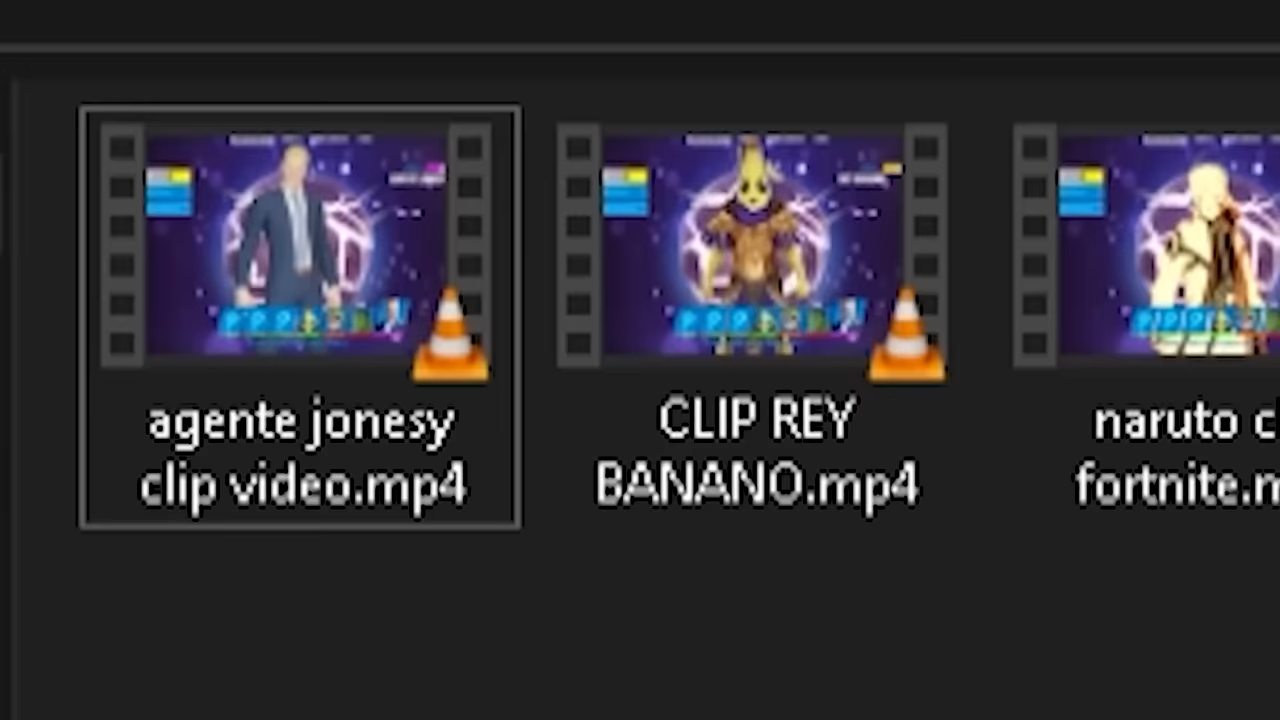 agente jonesy
clip video.mp4
CLIP REY
BANANO.mp4
naruto
fortnite.